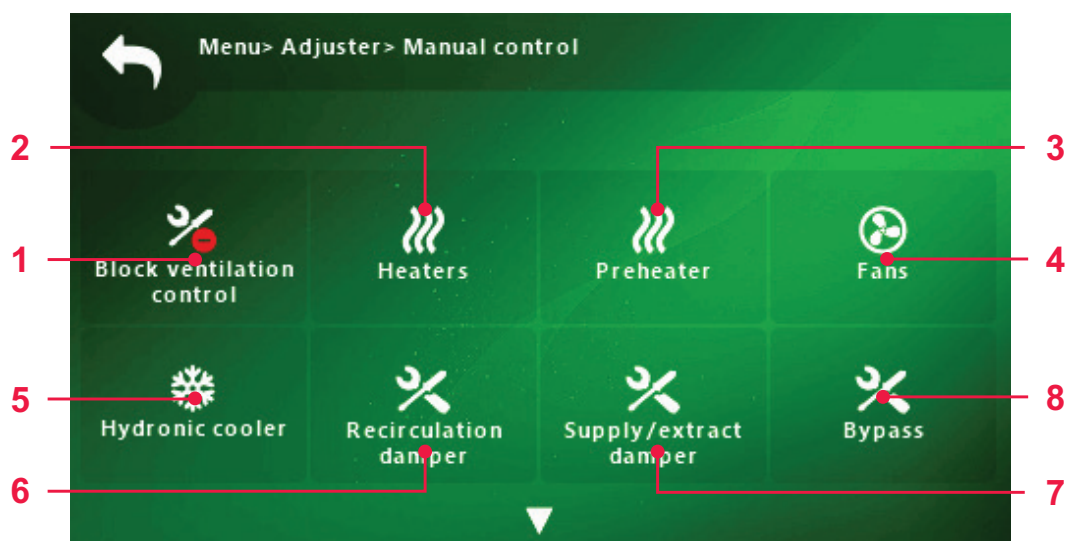 Menu> Adjuster> Manual control
2
3
1
Block ventilation
control
Heaters
Preheater
Fans
4
5
Hydronic cooler
Recirculation
damper
Supply/extract
damper
Bypass
8
6
7